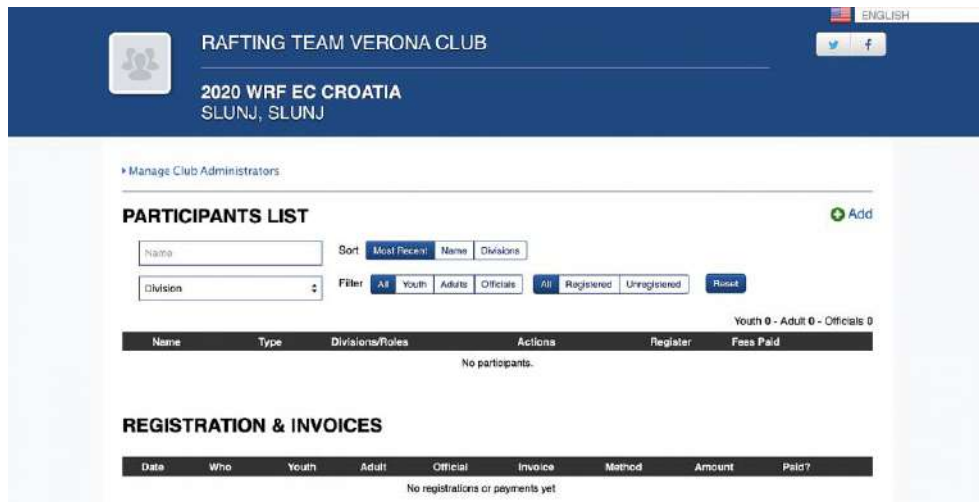 ENGLISH
RAFTING TEAM VERONA CLUB
2020 WRF EC CROATIA
SLUNJ, SLUNJ
Manage Club Administrators
PARTICIPANTS LIST
Add
Name
Sort Most Recent Name Divisions
Division
Filter All Youth Adults Officials All Registered Unregistered Reset
Youth 0 - Adult 0 - Officials 0
Name Type Divisions/Roles Actions Register Fees Paid
No participants.
REGISTRATION & INVOICES
Date Who Youth Adult Official Invoice Method Amount Paid?
No registrations or payments yet